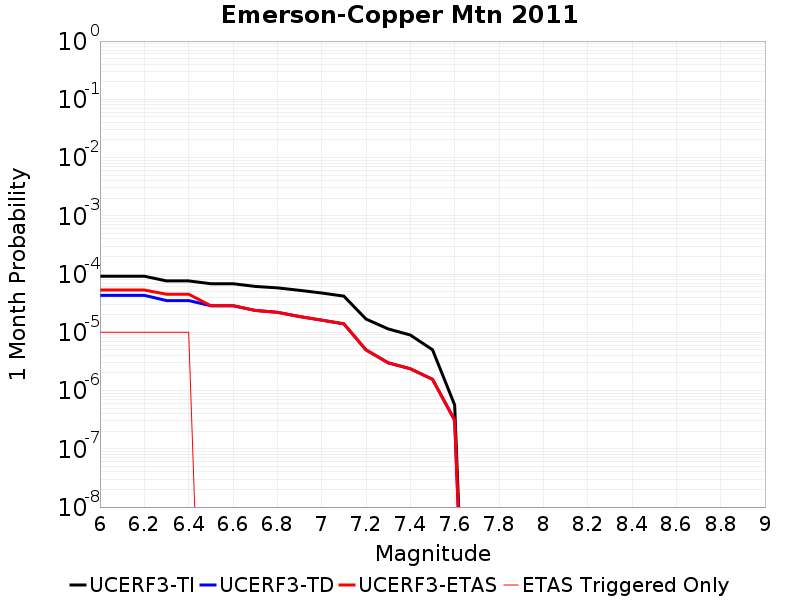 Emerson-Copper Mtn 2011
10^0
10^-1
10^-2
10^-3
10^-4
10^-5
10^-6
10^-7
10^-8
1 Month Probability
6 6.2 6.4 6.6 6.8 7 7.2 7.4 7.6 7.8 8 8.2 8.4 8.6 8.8 9
Magnitude
UCERF3-TI UCERF3-TD UCERF3-ETAS ETAS Triggered Only